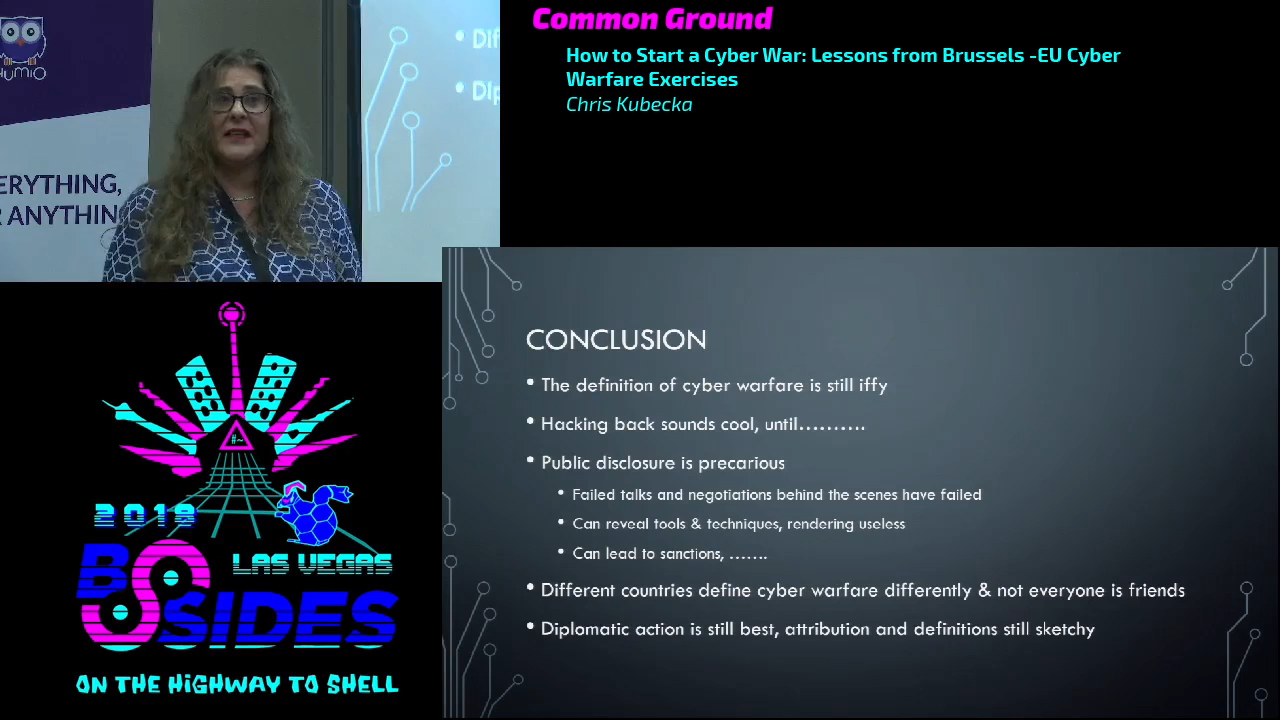 HUMIO
ERYTHING,
R ANYTHIN
• Dif
• Dip
Common Ground
How to Start a Cyber War: Lessons from Brussels -EU Cyber
Warfare Exercises
Chris Kubecka
CONCLUSION
• The definition of cyber warfare is still iffy
• Hacking back sounds cool, until..........
• Public disclosure is precarious
• Failed talks and negotiations behind the scenes have failed
• Can reveal tools & techniques, rendering useless
• Can lead to sanctions, .......
• Different countries define cyber warfare differently & not everyone is friends
• Diplomatic action is still best, attribution and definitions still sketchy
#~
2019
BSIDES
LAS VEGAS
ON THE HIGHWAY TO SHELL